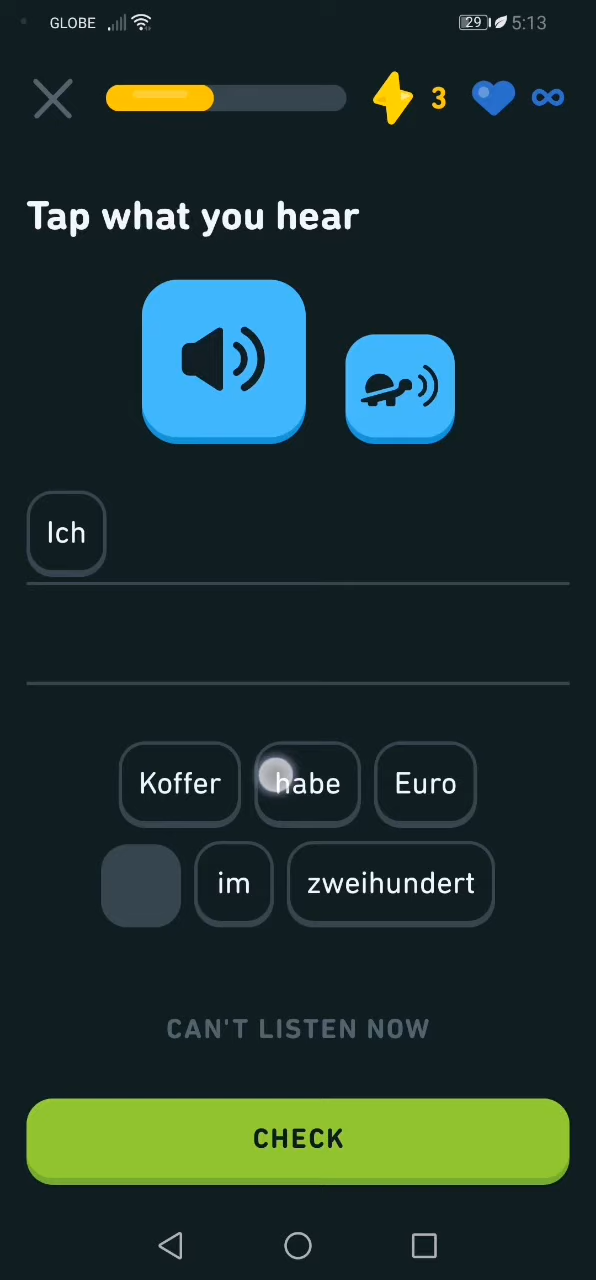 GLOBE 29 5:13
3 ∞
Tap what you hear
Ich
Koffer habe Euro
im zweihundert
CAN'T LISTEN NOW
CHECK